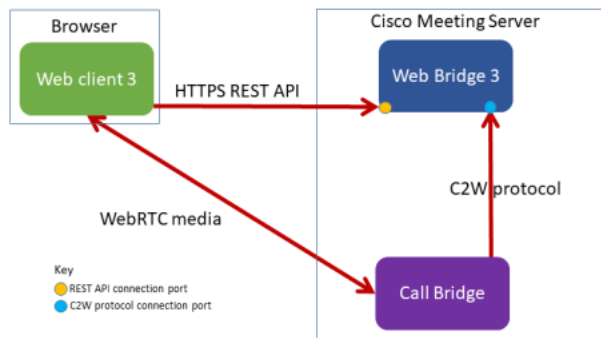 Browser
Cisco Meeting Server
Web client 3
Web Bridge 3
HTTPS REST API
C2W protocol
WebRTC media
Key
REST API connection port
C2W protocol connection port
Call Bridge